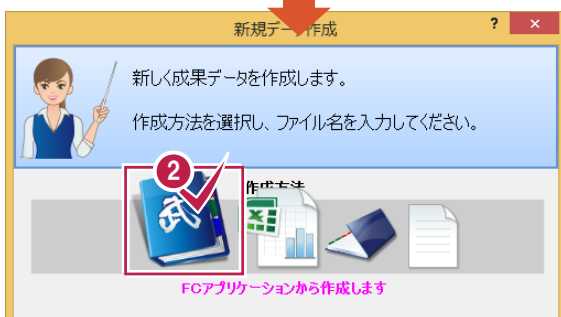 新規デー 作成
? ×
新しく成果データを作成します。
作成方法を選択し、ファイル名を入力してください。
2
作成方法
武
X
FCアプリケーションから作成します